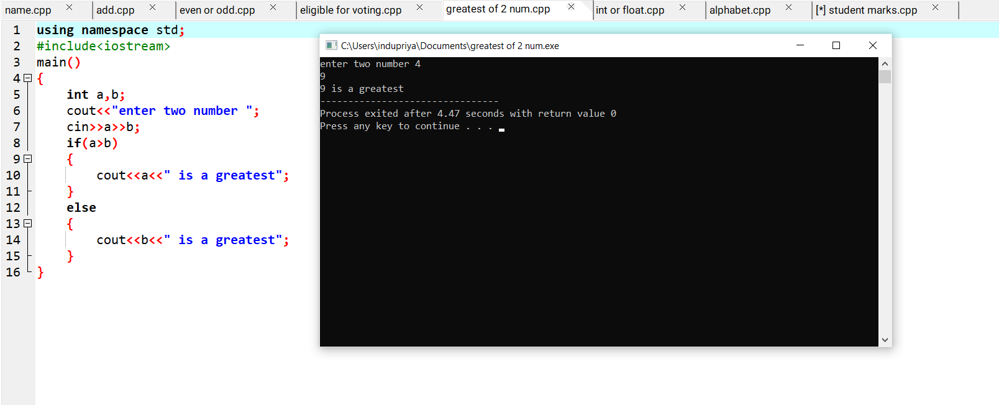 name.cpp add.cpp even or odd.cpp eligible for voting.cpp greatest of 2 num.cpp int or float.cpp alphabet.cpp [*] student marks.cpp
1 using namespace std;
2 #include<iostream>
3 main()
4 {
5 int a,b;
6 cout<<"enter two number ";
7 cin>>a>>b;
8 if(a>b)
9 {
10 cout<<a<<" is a greatest";
11 }
12 else
13 {
14 cout<<b<<" is a greatest";
15 }
16 }
C:\Users\indupriya\Documents\greatest of 2 num.exe
enter two number 4
9
9 is a greatest
--------------------------------
Process exited after 4.47 seconds with return value 0
Press any key to continue . . .